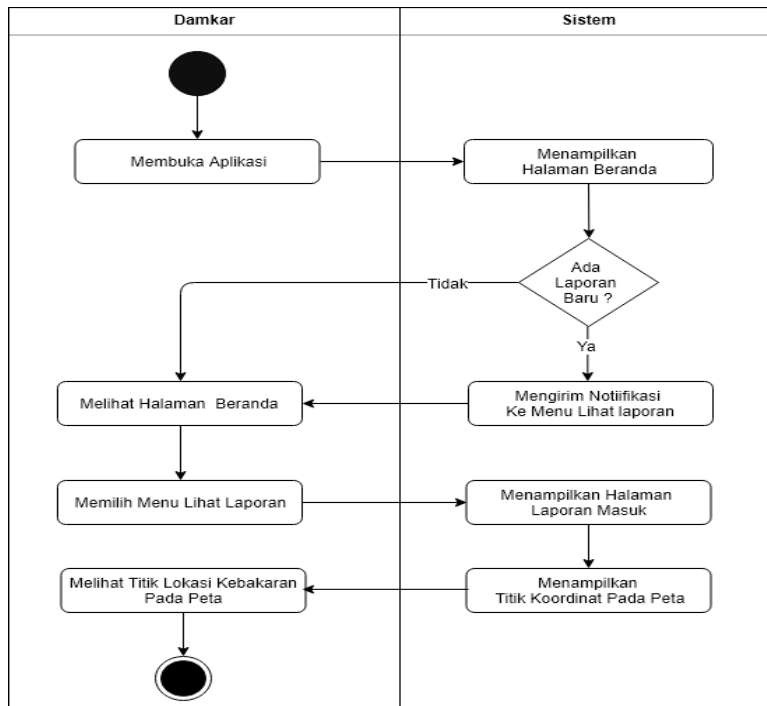 Damkar
Sistem
Membuka Aplikasi
Menampilkan
Halaman Beranda
Ada
Laporan
Baru ?
Tidak
Ya
Melihat Halaman Beranda
Mengirim Notiifikasi
Ke Menu Lihat laporan
Memilih Menu Lihat Laporan
Menampilkan Halaman
Laporan Masuk
Melihat Titik Lokasi Kebakaran
Pada Peta
Menampilkan
Titik Koordinat Pada Peta